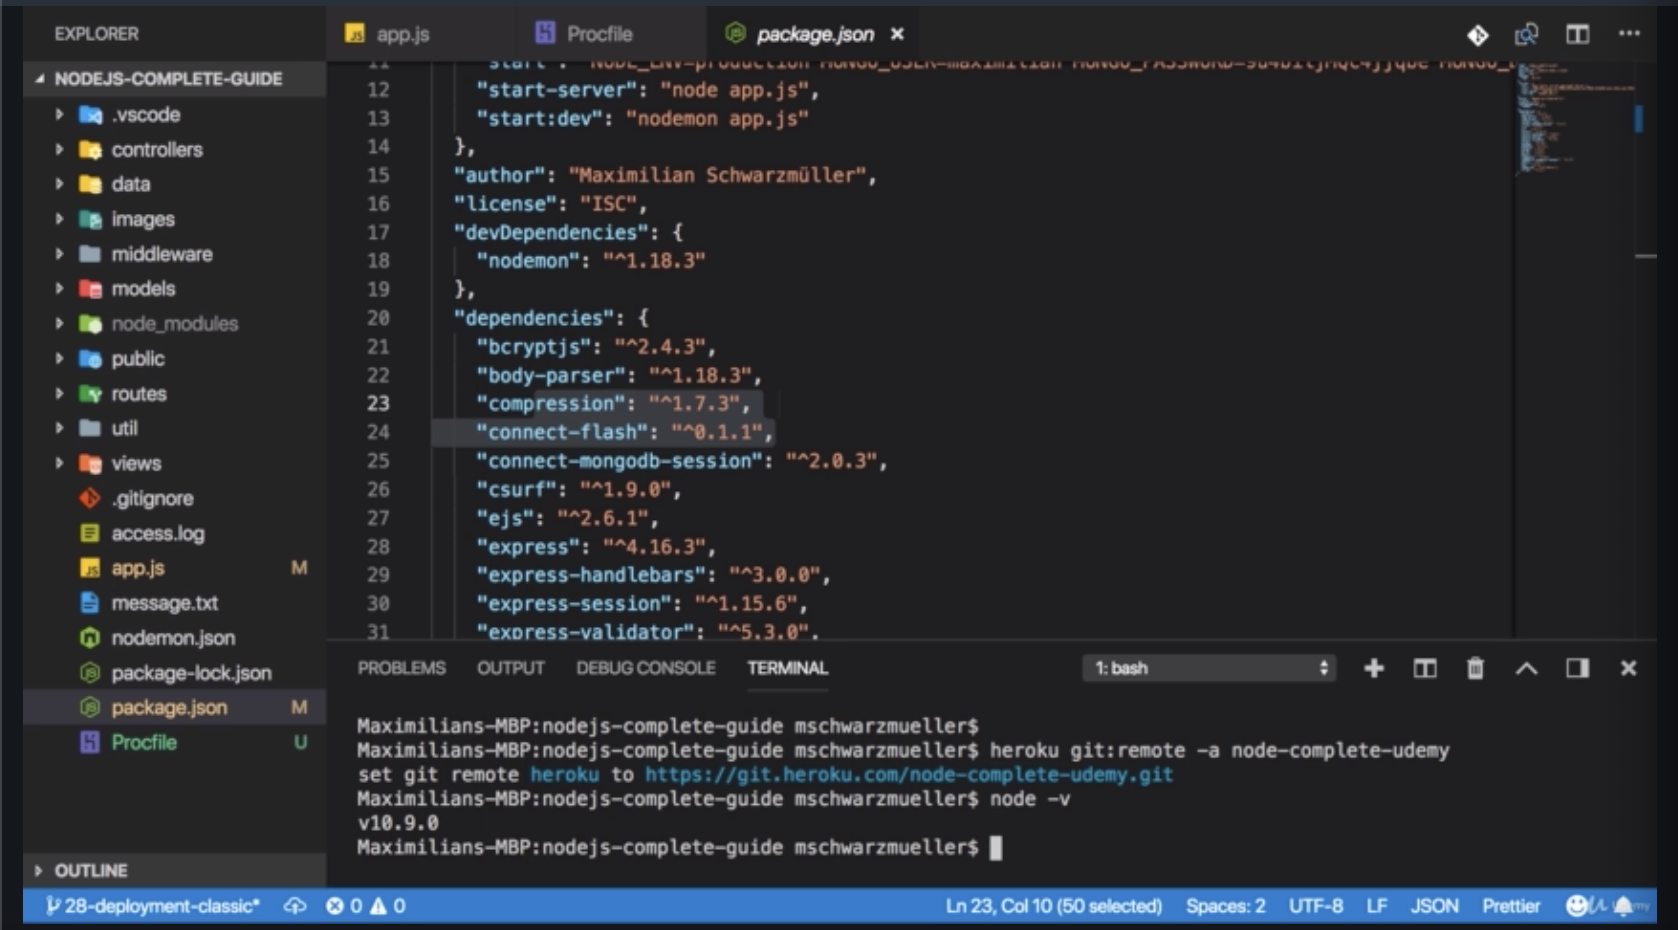 EXPLORER
app.js
Procfile
package.json
NODEJS-COMPLETE-GUIDE
.vscode
controllers
data
images
middleware
models
node_modules
public
routes
util
views
.gitignore
access.log
app.js M
message.txt
nodemon.json
package-lock.json
package.json M
Procfile U
OUTLINE
12 "start-server": "node app.js",
13 "start:dev": "nodemon app.js"
14 },
15 "author": "Maximilian Schwarzmüller",
16 "license": "ISC",
17 "devDependencies": {
18 "nodemon": "^1.18.3"
19 },
20 "dependencies": {
21 "bcryptjs": "^2.4.3",
22 "body-parser": "^1.18.3",
23 "compression": "^1.7.3",
24 "connect-flash": "^0.1.1",
25 "connect-mongodb-session": "^2.0.3",
26 "csurf": "^1.9.0",
27 "ejs": "^2.6.1",
28 "express": "^4.16.3",
29 "express-handlebars": "^3.0.0",
30 "express-session": "^1.15.6",
31 "express-validator": "^5.3.0",
PROBLEMS OUTPUT DEBUG CONSOLE TERMINAL 1: bash
Maximilians-MBP:nodejs-complete-guide mschwarzmueller$
Maximilians-MBP:nodejs-complete-guide mschwarzmueller$ heroku git:remote -a node-complete-udemy
set git remote heroku to https://git.heroku.com/node-complete-udemy.git
Maximilians-MBP:nodejs-complete-guide mschwarzmueller$ node -v
v10.9.0
Maximilians-MBP:nodejs-complete-guide mschwarzmueller$
28-deployment-classic* 0 0 Ln 23, Col 10 (50 selected) Spaces: 2 UTF-8 LF JSON Prettier